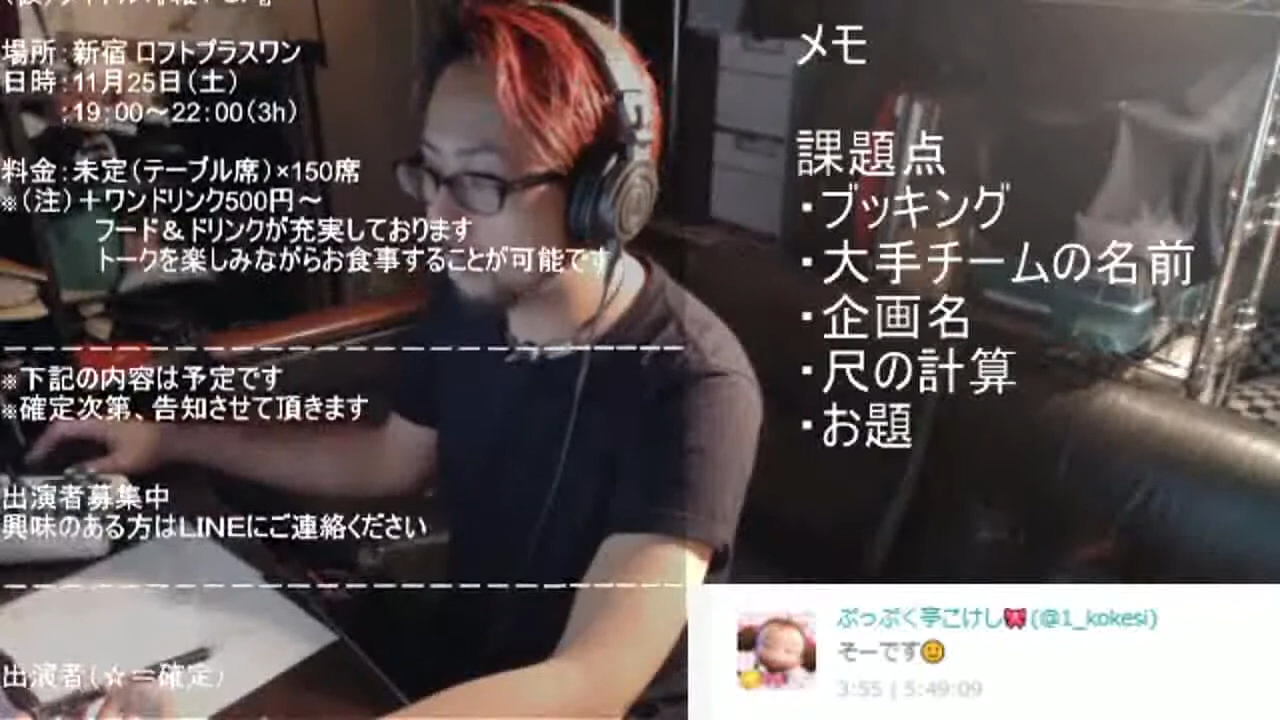 場所：新宿 ロフトプラスワン
日時：11月25日（土）
：19：00～22：00（3h）
料金：未定（テーブル席）×150席
※（注）＋ワンドリンク500円～
フード＆ドリンクが充実しております
トークを楽しみながらお食事することが可能です
※下記の内容は予定です
※確定次第、告知させて頂きます
出演者募集中
興味のある方はLINEにご連絡ください
出演者（☆＝確定）
メモ
課題点
・ブッキング
・大手チームの名前
・企画名
・尺の計算
・お題
ぷっぷく亭こけし🎀(@1_kokesi)
そーです😊
3:55 | 5:49:09